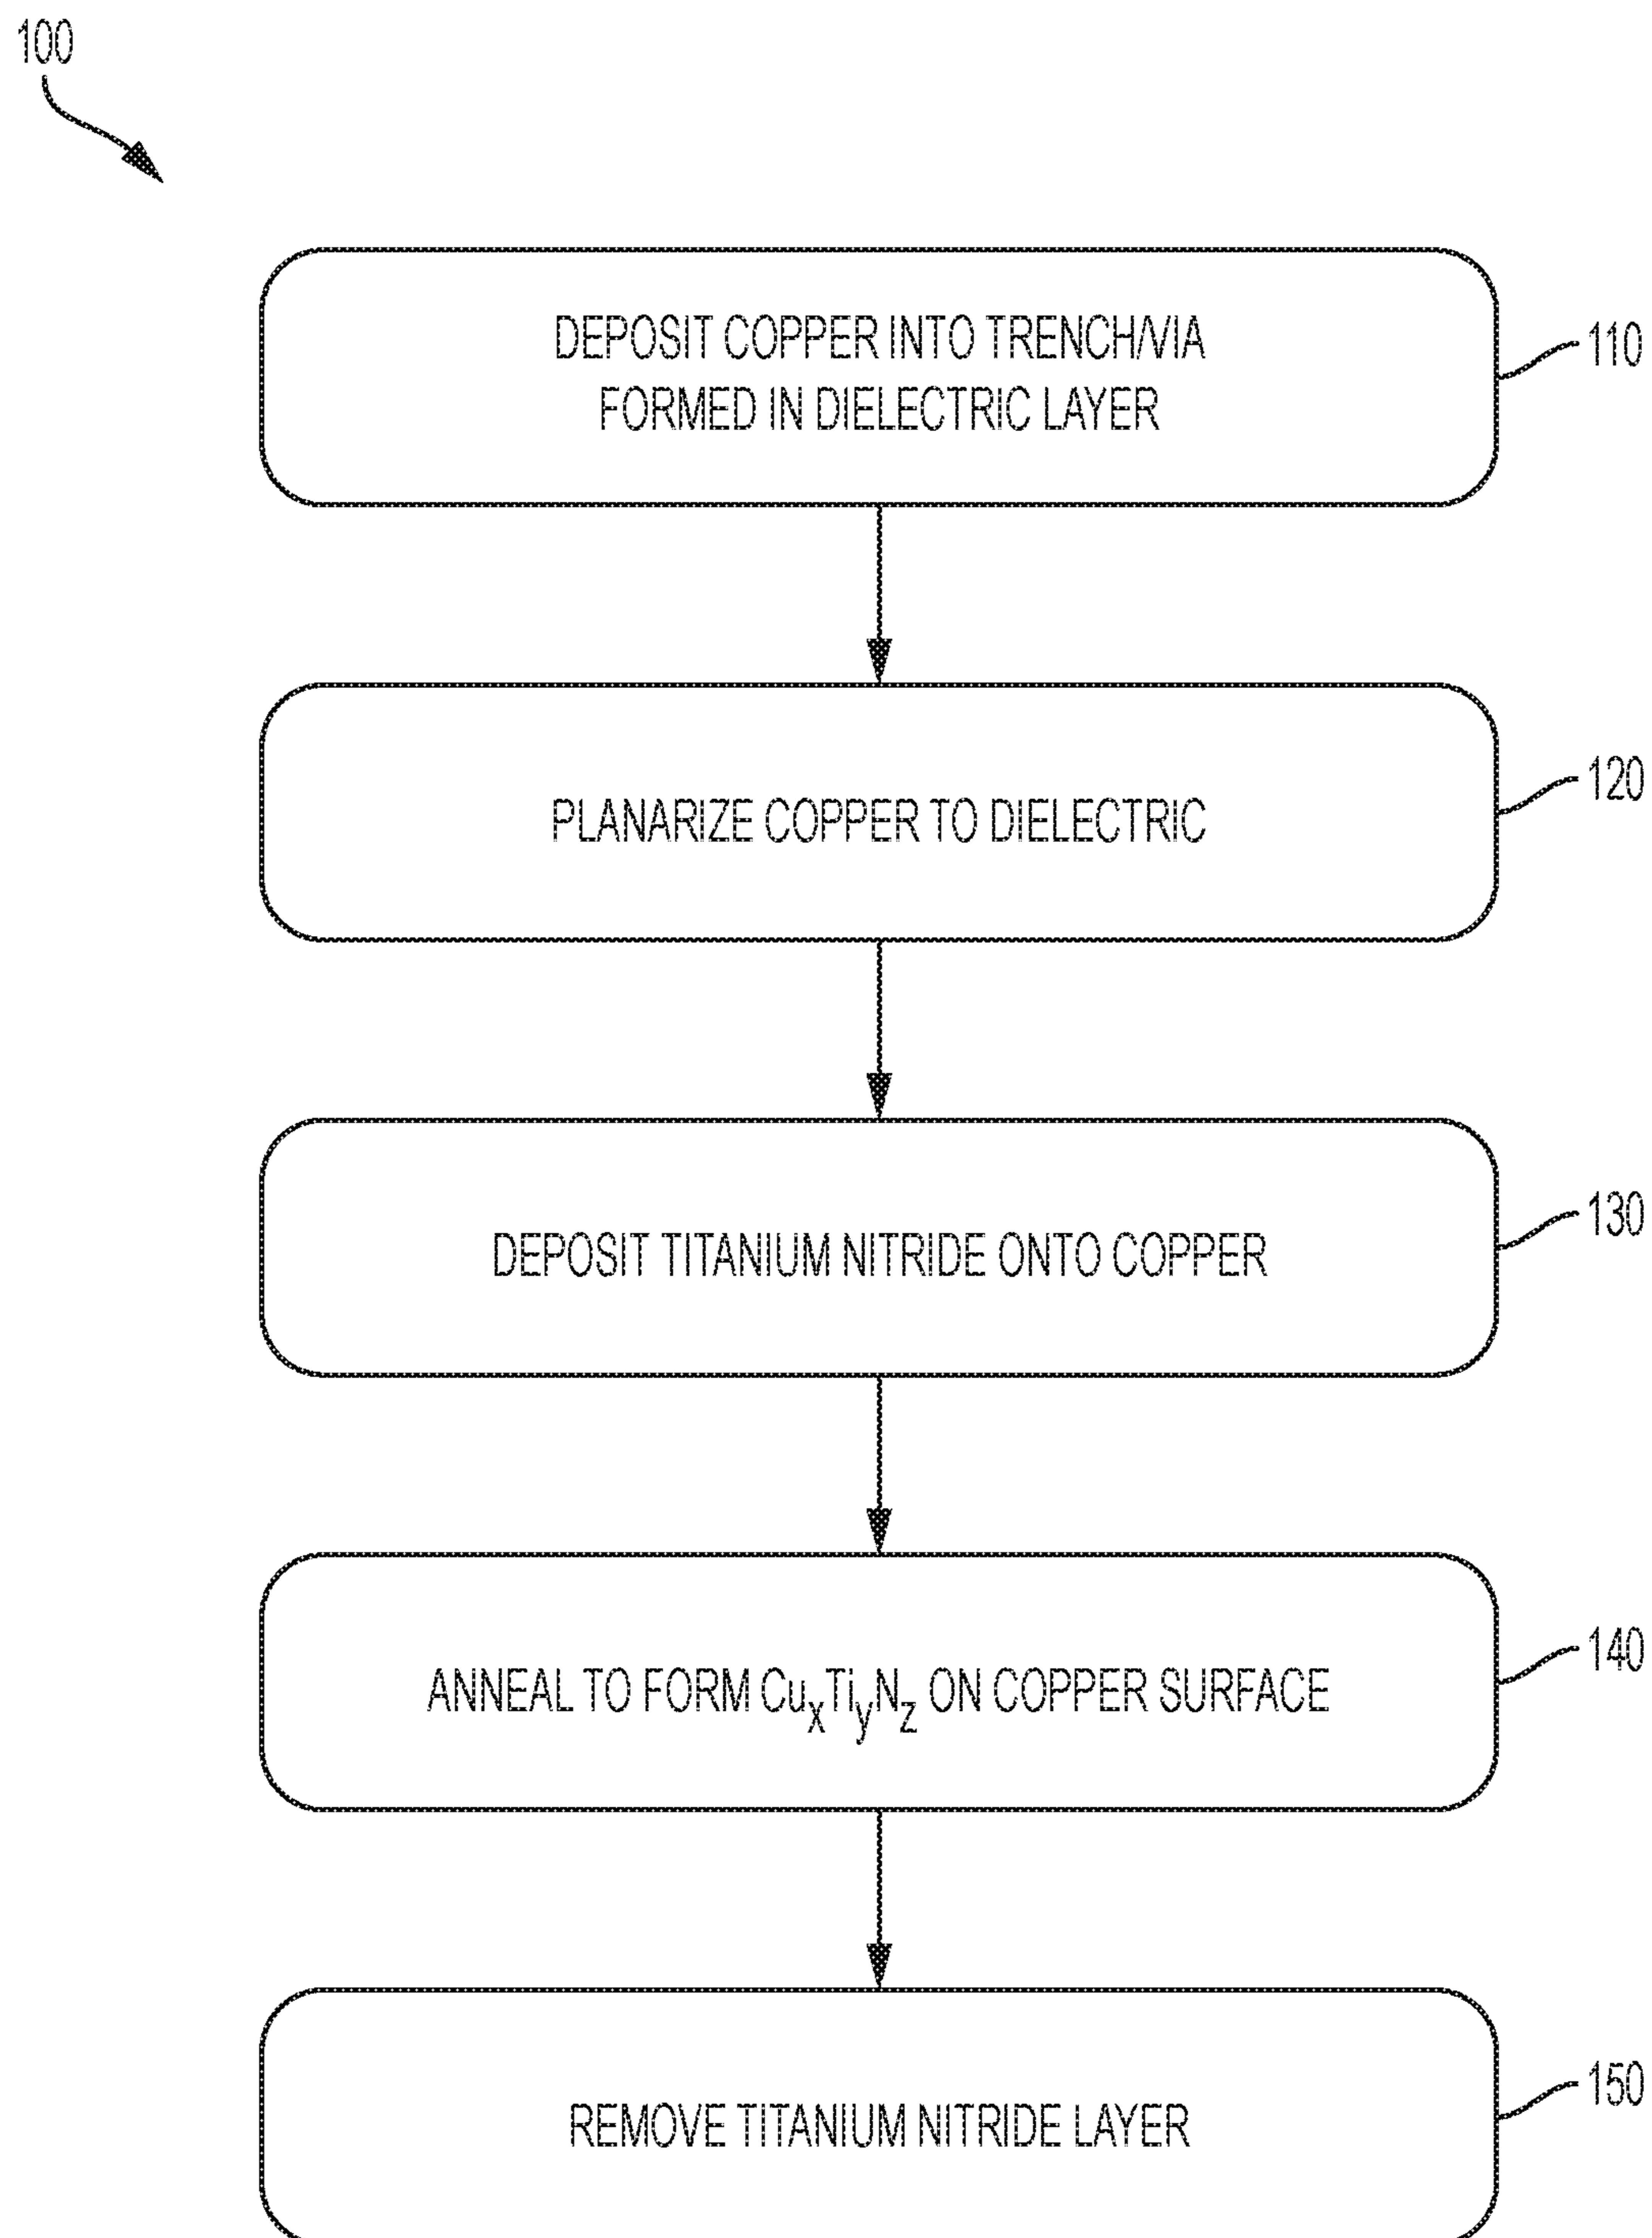 100
DEPOSIT COPPER INTO TRENCH/VIA
FORMED IN DIELECTRIC LAYER
110
PLANARIZE COPPER TO DIELECTRIC
120
DEPOSIT TITANIUM NITRIDE ONTO COPPER
130
ANNEAL TO FORM CuₓTiyNz ON COPPER SURFACE
140
REMOVE TITANIUM NITRIDE LAYER
150